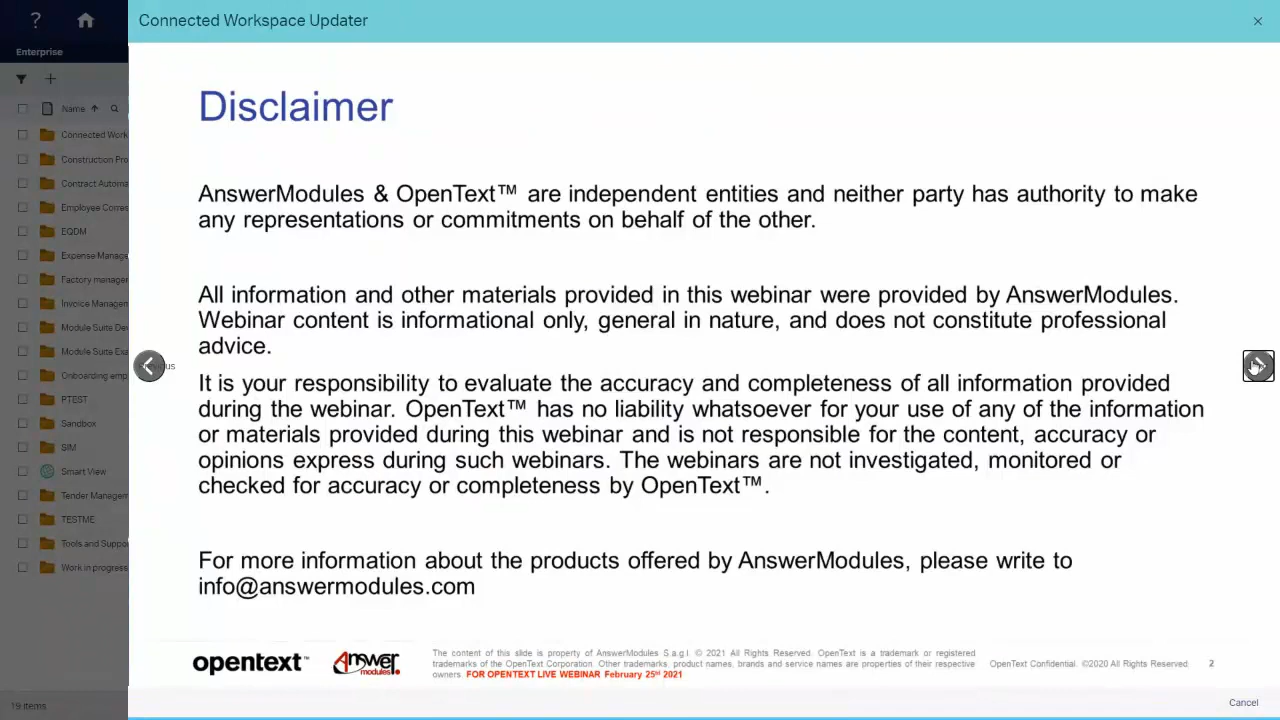 Connected Workspace Updater
×
?
Enterprise
Name
Connected Work
Construction Pro
Contract Automa
Employee Conne
EQDM
Expense Manage
Factory manager
Invoice Managem
Module Suite Dev
Module Suite Exa
Onboarding emp
PTEST
Sandbox
SIM
Smart View
Tender Managem
TESTME
Tools and Suppo
Work in progress
19 items
Disclaimer
AnswerModules & OpenText™ are independent entities and neither party has authority to make
any representations or commitments on behalf of the other.
All information and other materials provided in this webinar were provided by AnswerModules.
Webinar content is informational only, general in nature, and does not constitute professional
advice.
It is your responsibility to evaluate the accuracy and completeness of all information provided
during the webinar. OpenText™ has no liability whatsoever for your use of any of the information
or materials provided during this webinar and is not responsible for the content, accuracy or
opinions express during such webinars. The webinars are not investigated, monitored or
checked for accuracy or completeness by OpenText™.
For more information about the products offered by AnswerModules, please write to
info@answermodules.com
opentext™
Answer
modules
The content of this slide is property of AnswerModules S.a.g.l. © 2021 All Rights Reserved. OpenText is a trademark or registered
trademarks of the OpenText Corporation. Other trademarks, product names, brands and service names are properties of their respective
owners. FOR OPENTEXT LIVE WEBINAR February 25st 2021
OpenText Confidential. ©2020 All Rights Reserved.
2
Cancel